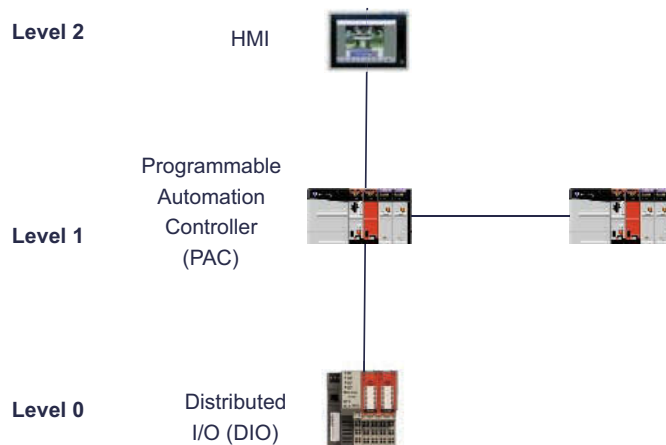 Level 2
HMI
Programmable
Automation
Controller
(PAC)
Level 1
Level 0
Distributed
I/O (DIO)